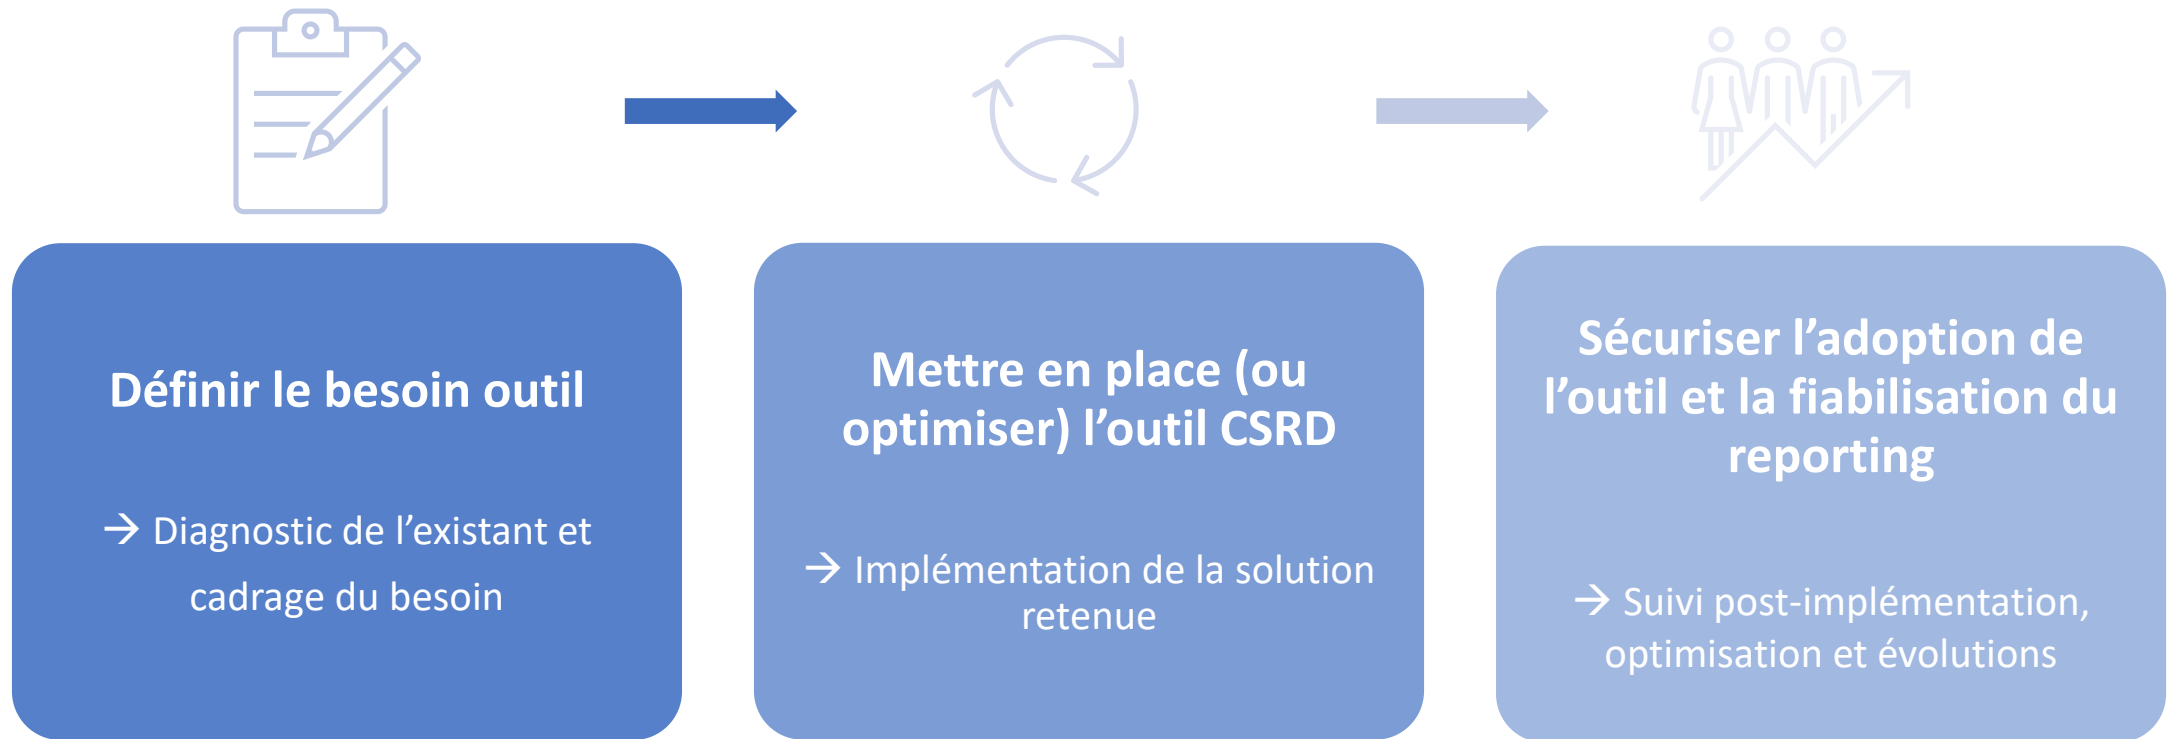 Définir le besoin outil
→ Diagnostic de l’existant et
cadrage du besoin
Mettre en place (ou
optimiser) l’outil CSRD
→ Implémentation de la solution
retenue
Sécuriser l’adoption de
l’outil et la fiabilisation du
reporting
→ Suivi post-implémentation,
optimisation et évolutions